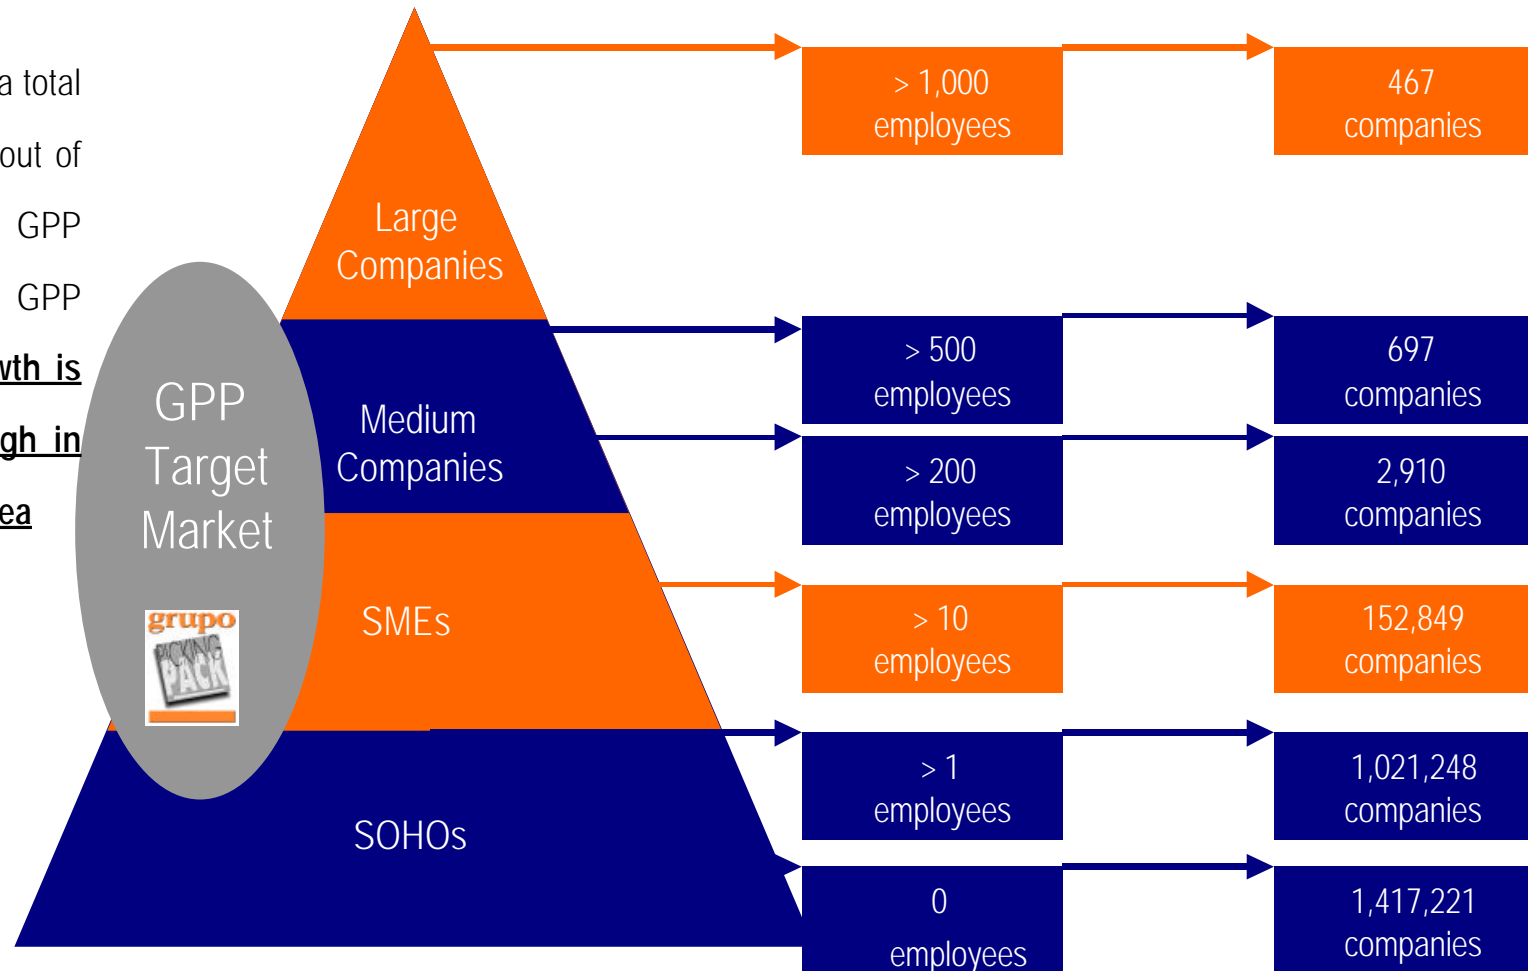 a total
out of
GPP
GPP
wth is
gh in
ea
GPP
Target
Market
grupo
PICKING
PACK
Large
Companies
Medium
Companies
SMEs
SOHOs
> 1,000
employees
467
companies
> 500
employees
697
companies
> 200
employees
2,910
companies
> 10
employees
152,849
companies
> 1
employees
1,021,248
companies
0
employees
1,417,221
companies